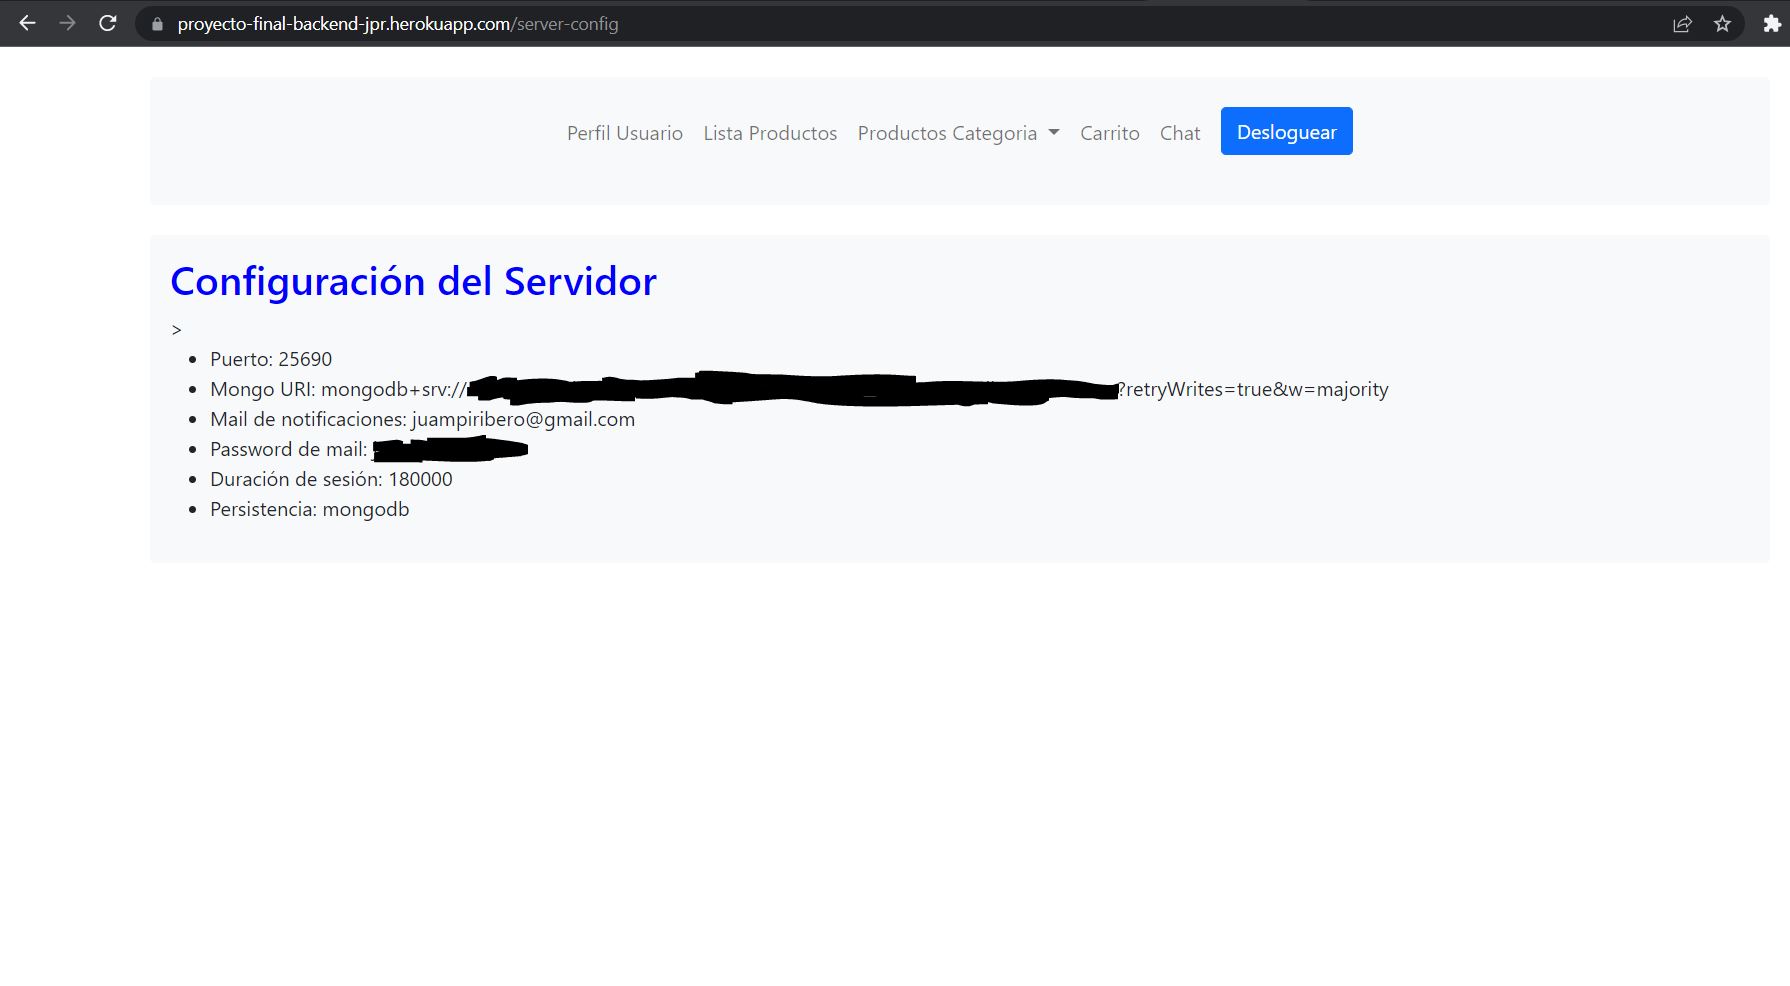 proyecto-final-backend-jpr.herokuapp.com/server-config
Perfil Usuario Lista Productos Productos Categoria Carrito Chat Desloguear
Configuración del Servidor
>
Puerto: 25690
Mongo URI: mongodb+srv:// ?retryWrites=true&w=majority
Mail de notificaciones: juampiribero@gmail.com
Password de mail:
Duración de sesión: 180000
Persistencia: mongodb